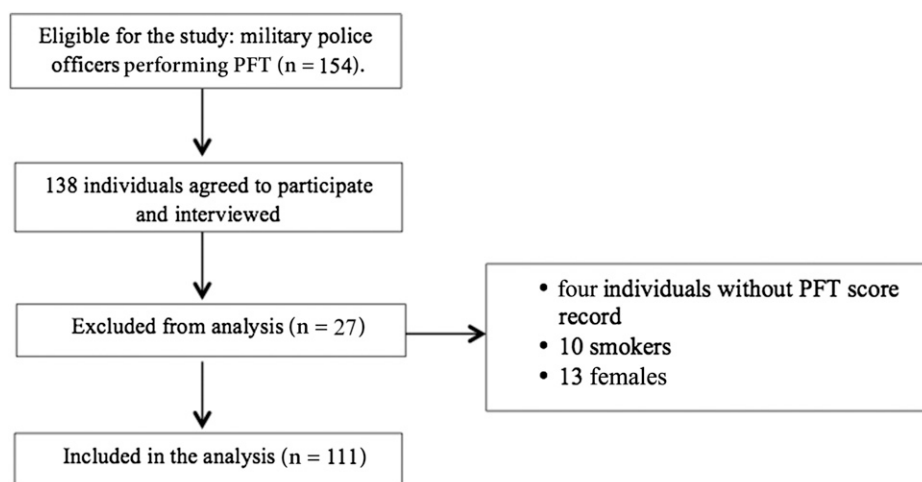 Eligible for the study: military police
officers performing PFT (n = 154).
138 individuals agreed to participate
and interviewed
Excluded from analysis (n = 27)
• four individuals without PFT score
record
• 10 smokers
• 13 females
Included in the analysis (n = 111)